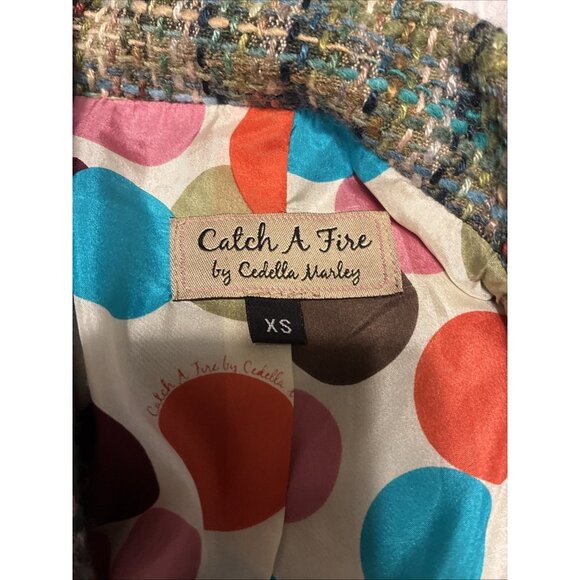 Catch A Fire
by Cedella Marley
XS
Catch A Fire by Cedella